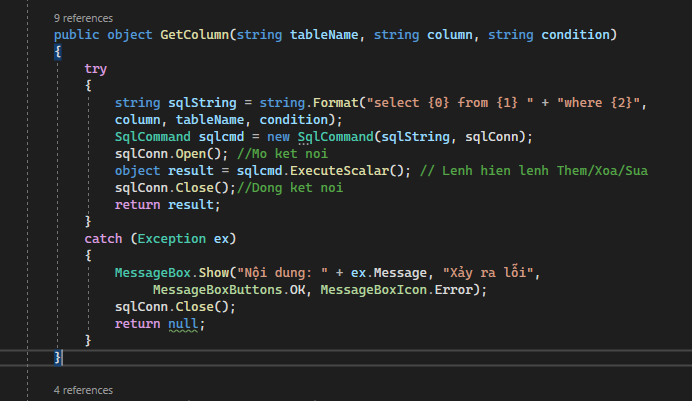 9 references
public object GetColumn(string tableName, string column, string condition)
{
try
{
string sqlString = string.Format("select {0} from {1} " + "where {2}",
column, tableName, condition);
SqlCommand sqlcmd = new SqlCommand(sqlString, sqlConn);
sqlConn.Open(); //Mo ket noi
object result = sqlcmd.ExecuteScalar(); // Lenh hien lenh Them/Xoa/Sua
sqlConn.Close();//Dong ket noi
return result;
}
catch (Exception ex)
{
MessageBox.Show("Nội dung: " + ex.Message, "Xảy ra lỗi",
MessageBoxButtons.OK, MessageBoxIcon.Error);
sqlConn.Close();
return null;
}
}
4 references